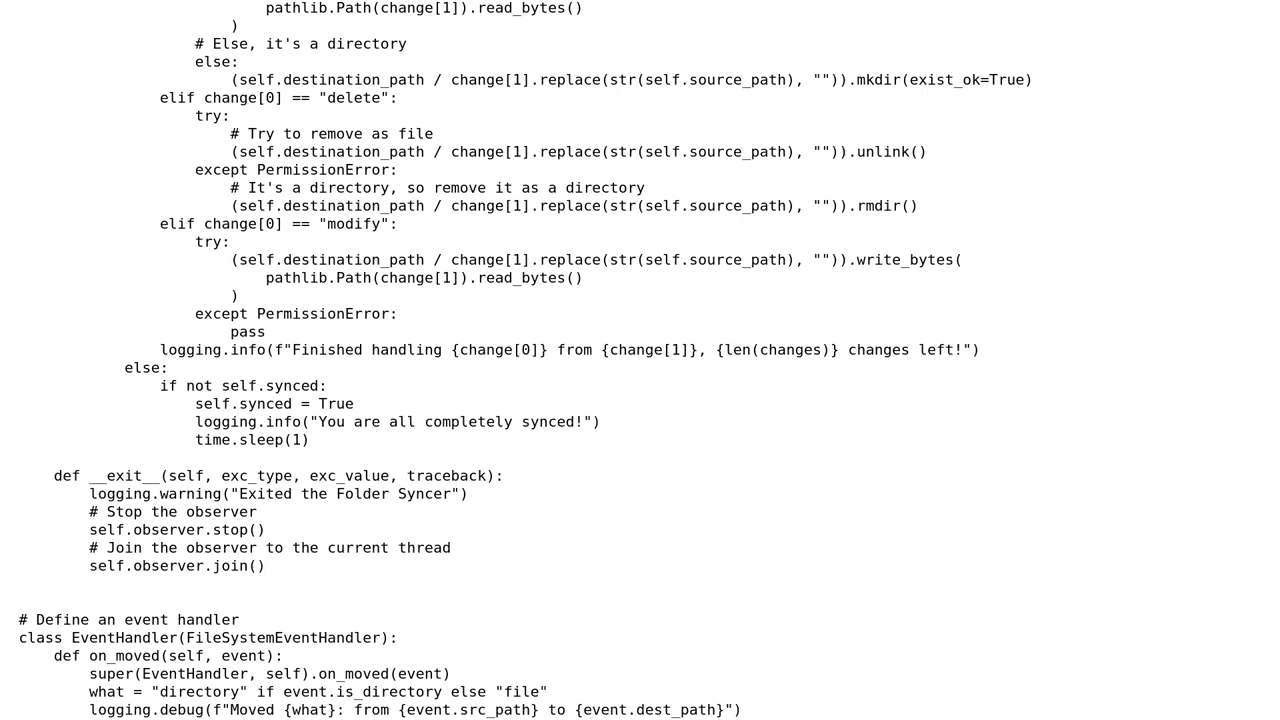 pathlib.Path(change[1]).read_bytes()
                        )
                    # Else, it's a directory
                    else:
                        (self.destination_path / change[1].replace(str(self.source_path), "")).mkdir(exist_ok=True)
                elif change[0] == "delete":
                    try:
                        # Try to remove as file
                        (self.destination_path / change[1].replace(str(self.source_path), "")).unlink()
                    except PermissionError:
                        # It's a directory, so remove it as a directory
                        (self.destination_path / change[1].replace(str(self.source_path), "")).rmdir()
                elif change[0] == "modify":
                    try:
                        (self.destination_path / change[1].replace(str(self.source_path), "")).write_bytes(
                            pathlib.Path(change[1]).read_bytes()
                        )
                    except PermissionError:
                        pass
                logging.info(f"Finished handling {change[0]} from {change[1]}, {len(changes)} changes left!")
            else:
                if not self.synced:
                    self.synced = True
                    logging.info("You are all completely synced!")
                    time.sleep(1)

    def __exit__(self, exc_type, exc_value, traceback):
        logging.warning("Exited the Folder Syncer")
        # Stop the observer
        self.observer.stop()
        # Join the observer to the current thread
        self.observer.join()


# Define an event handler
class EventHandler(FileSystemEventHandler):
    def on_moved(self, event):
        super(EventHandler, self).on_moved(event)
        what = "directory" if event.is_directory else "file"
        logging.debug(f"Moved {what}: from {event.src_path} to {event.dest_path}")